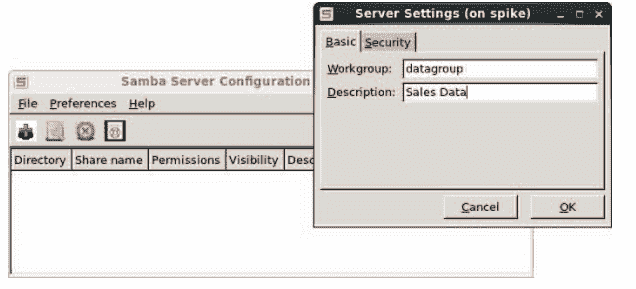 Server Settings (on spike)
Basic Security
Workgroup: datagroup
Description: Sales Data
Cancel OK
Samba Server Configuration
File Preferences Help
Directory Share name Permissions Visibility Desc